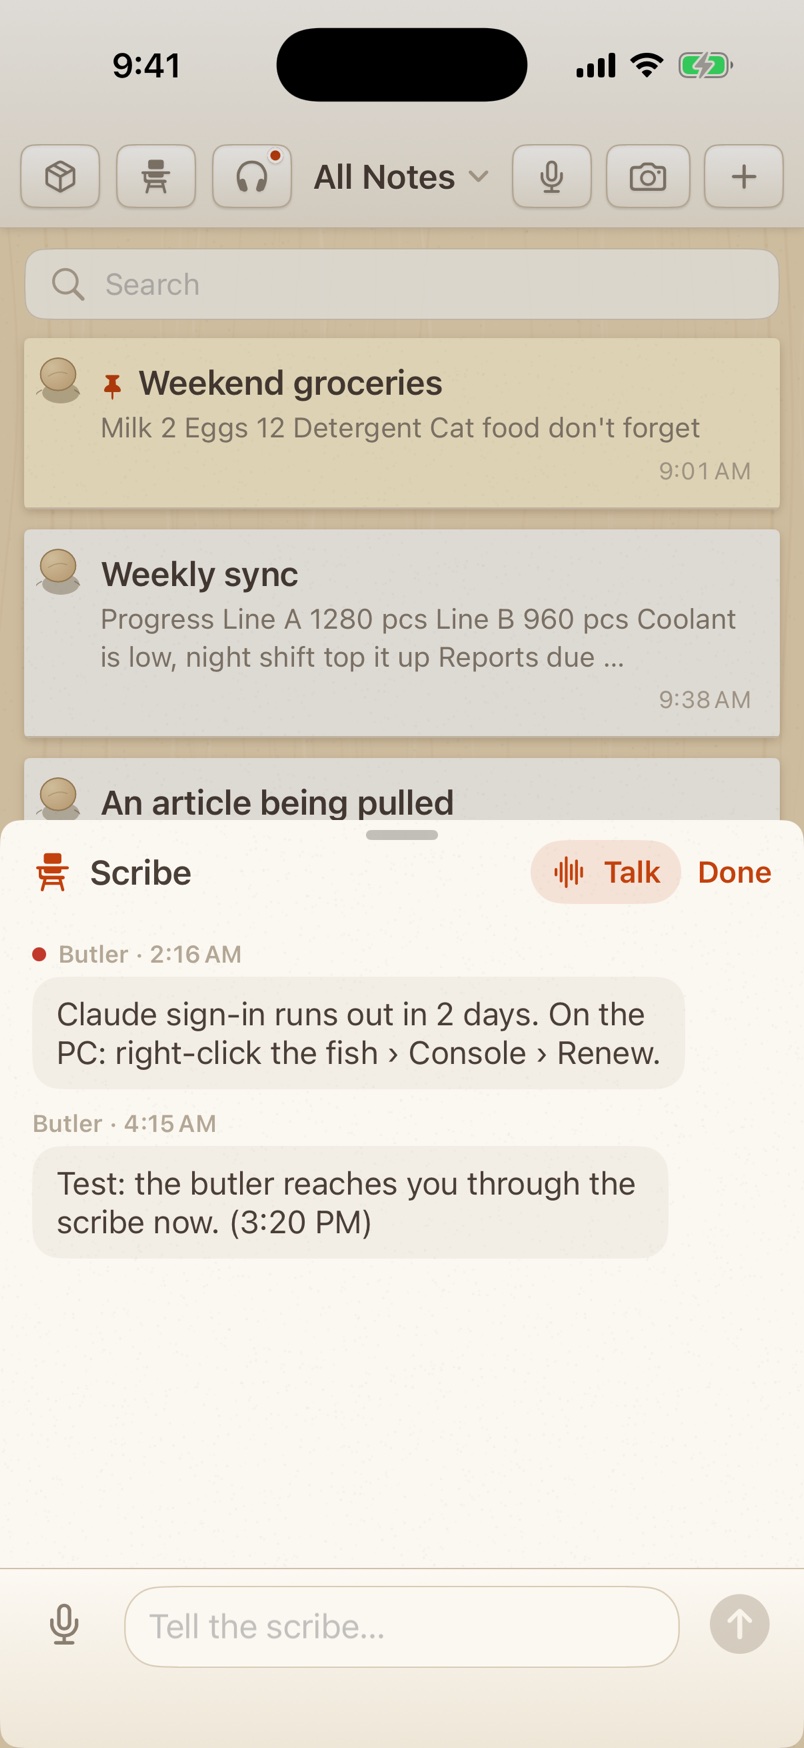 9:41
All Notes
Search
Weekend groceries
Milk 2 Eggs 12 Detergent Cat food don't forget
9:01 AM
Weekly sync
Progress Line A 1280 pcs Line B 960 pcs Coolant
is low, night shift top it up Reports due ...
9:38 AM
An article being pulled
Scribe
Talk
Done
Butler · 2:16 AM
Claude sign-in runs out in 2 days. On the
PC: right-click the fish › Console › Renew.
Butler · 4:15 AM
Test: the butler reaches you through the
scribe now. (3:20 PM)
Tell the scribe...